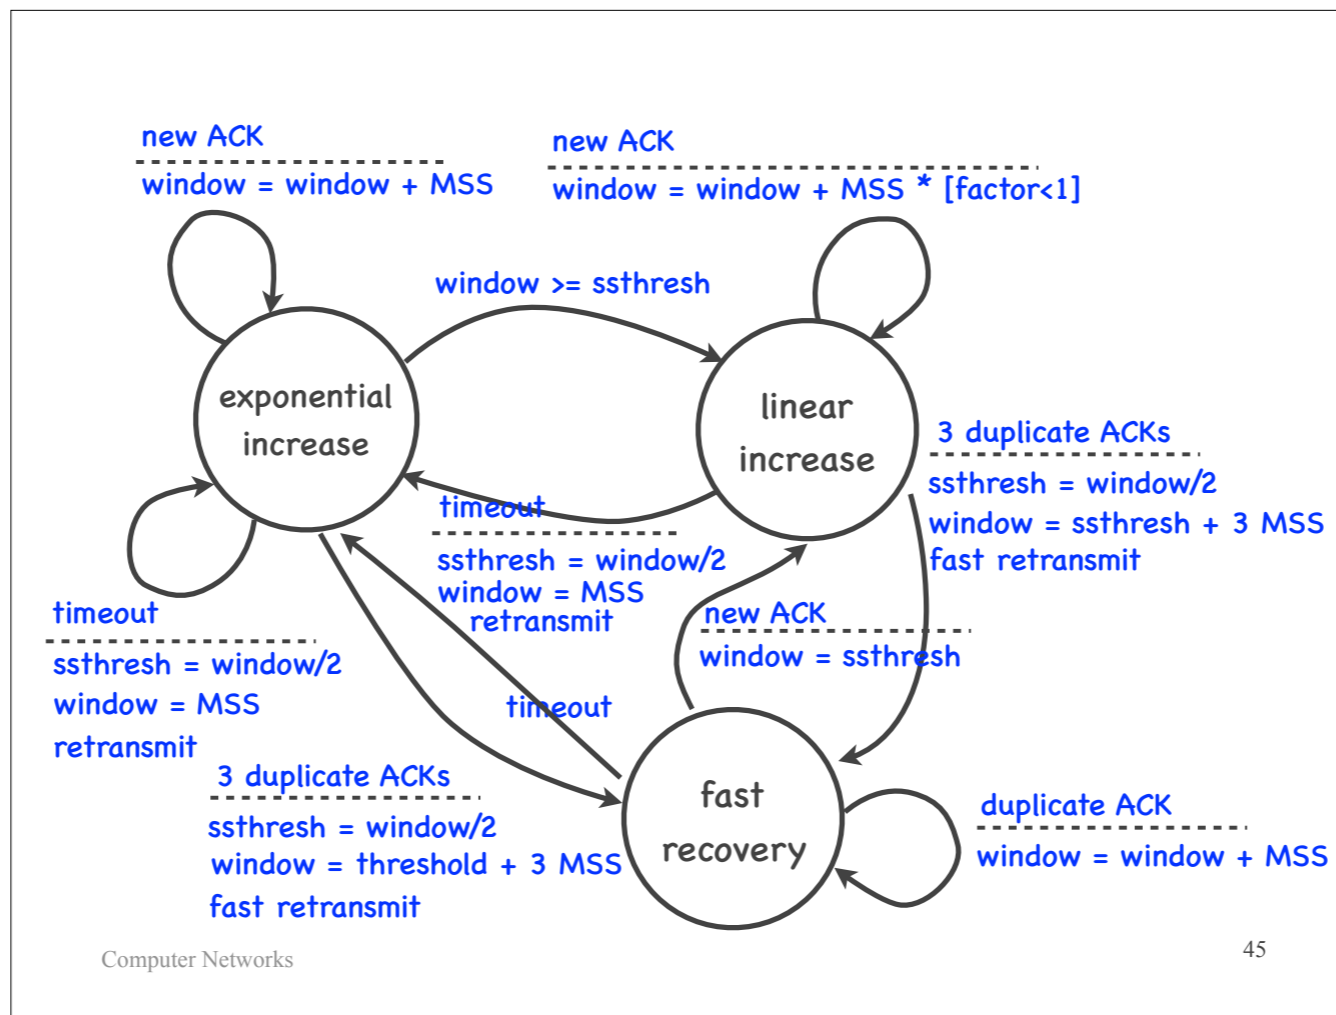 new ACK
window = window + MSS
new ACK
window = window + MSS * [factor<1]
window >= ssthresh
exponential
increase
linear
increase
3 duplicate ACKs
ssthresh = window/2
window = ssthresh + 3 MSS
fast retransmit
timeout
ssthresh = window/2
window = MSS
retransmit
timeout
ssthresh = window/2
window = MSS
retransmit
new ACK
window = ssthresh
timeout
3 duplicate ACKs
ssthresh = window/2
window = threshold + 3 MSS
fast retransmit
fast
recovery
duplicate ACK
window = window + MSS
Computer Networks
45